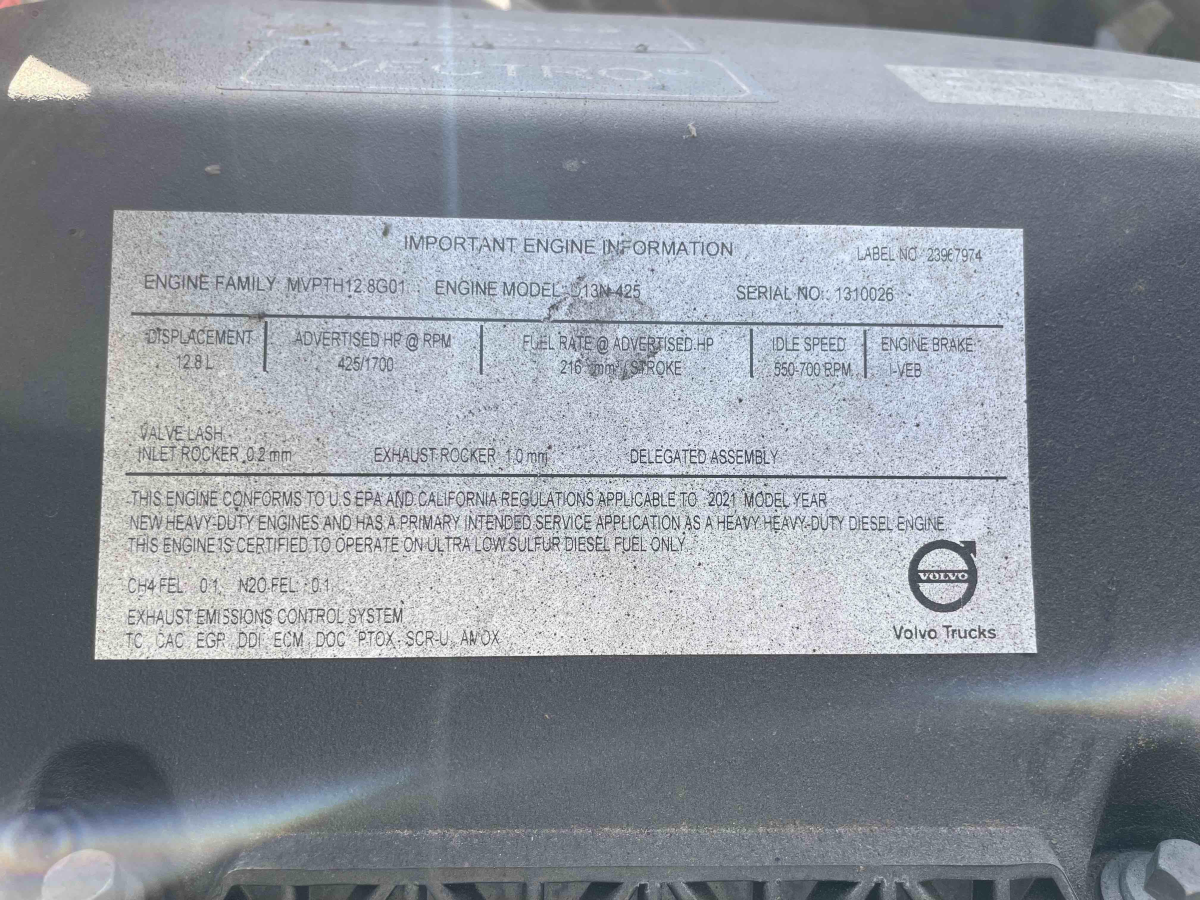 VECTRO
IMPORTANT ENGINE INFORMATION
LABEL NO 23967974
ENGINE FAMILY MVPTH12.8G01 ENGINE MODEL: D13N-425 SERIAL NO: 1310026
DISPLACEMENT ADVERTISED HP @ RPM FUEL RATE @ ADVERTISED HP IDLE SPEED ENGINE BRAKE
12.8 L 425/1700 216 mm³/STROKE 550-700 RPM I-VEB
VALVE LASH
INLET ROCKER 0.2 mm EXHAUST ROCKER 1.0 mm DELEGATED ASSEMBLY
THIS ENGINE CONFORMS TO U.S EPA AND CALIFORNIA REGULATIONS APPLICABLE TO 2021 MODEL YEAR
NEW HEAVY-DUTY ENGINES AND HAS A PRIMARY INTENDED SERVICE APPLICATION AS A HEAVY HEAVY-DUTY DIESEL ENGINE
THIS ENGINE IS CERTIFIED TO OPERATE ON ULTRA LOW SULFUR DIESEL FUEL ONLY
CH4 FEL: 0.1 N2O FEL: 0.1
EXHAUST EMISSIONS CONTROL SYSTEM
TC CAC EGR DDI ECM DOC PTOX SCR-U AMOX
VOLVO
Volvo Trucks